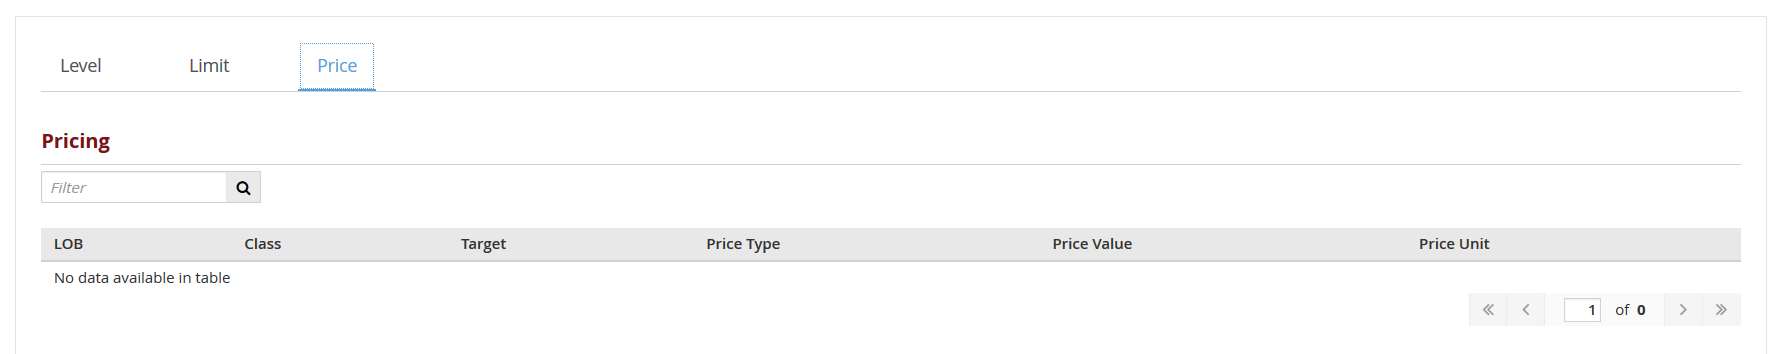 Level Limit Price
Pricing
Filter
LOB Class Target Price Type Price Value Price Unit
No data available in table
1 of 0